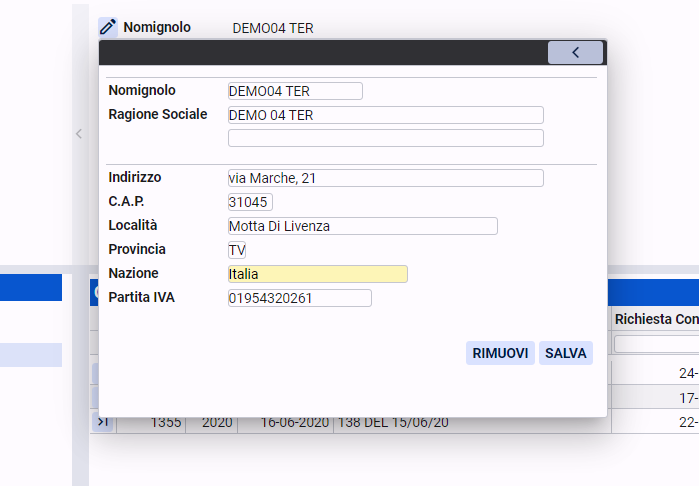 Nomignolo DEMO04 TER
Nomignolo DEMO04 TER
Ragione Sociale DEMO 04 TER
Indirizzo via Marche, 21
C.A.P. 31045
Località Motta Di Livenza
Provincia TV
Nazione Italia
Partita IVA 01954320261
Richiesta Con
RIMUOVI SALVA
24-
17-
1355 2020 16-06-2020 138 DEL 15/06/20 22-